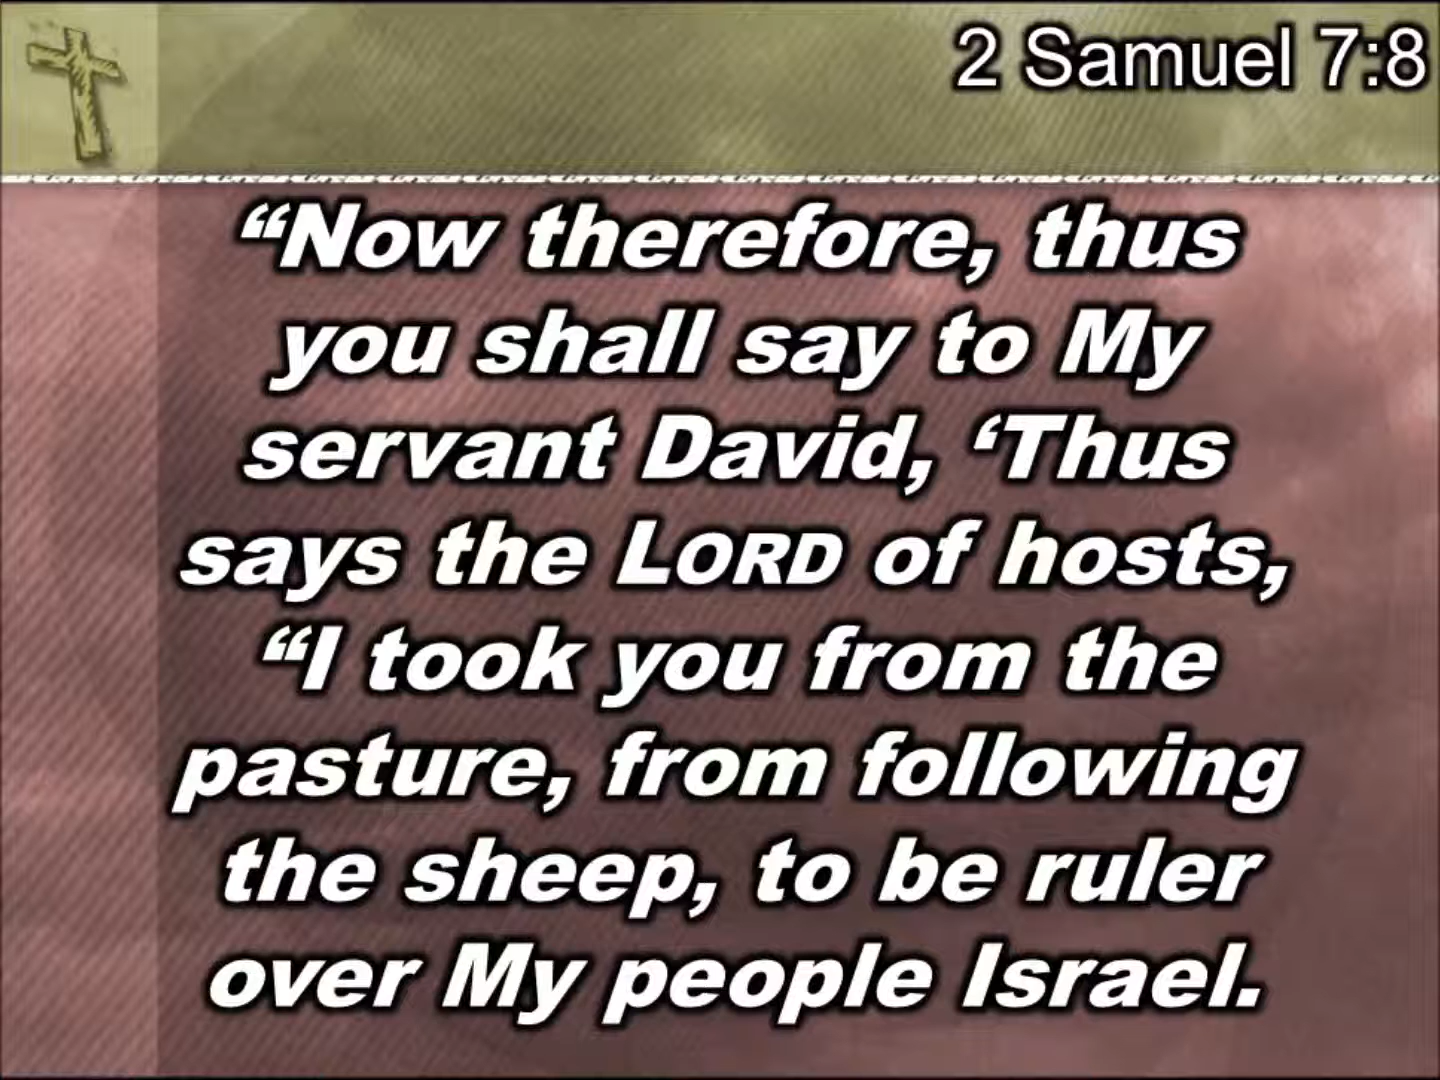 2 Samuel 7:8
“Now therefore, thus
you shall say to My
servant David, ‘Thus
says the LORD of hosts,
“I took you from the
pasture, from following
the sheep, to be ruler
over My people Israel.